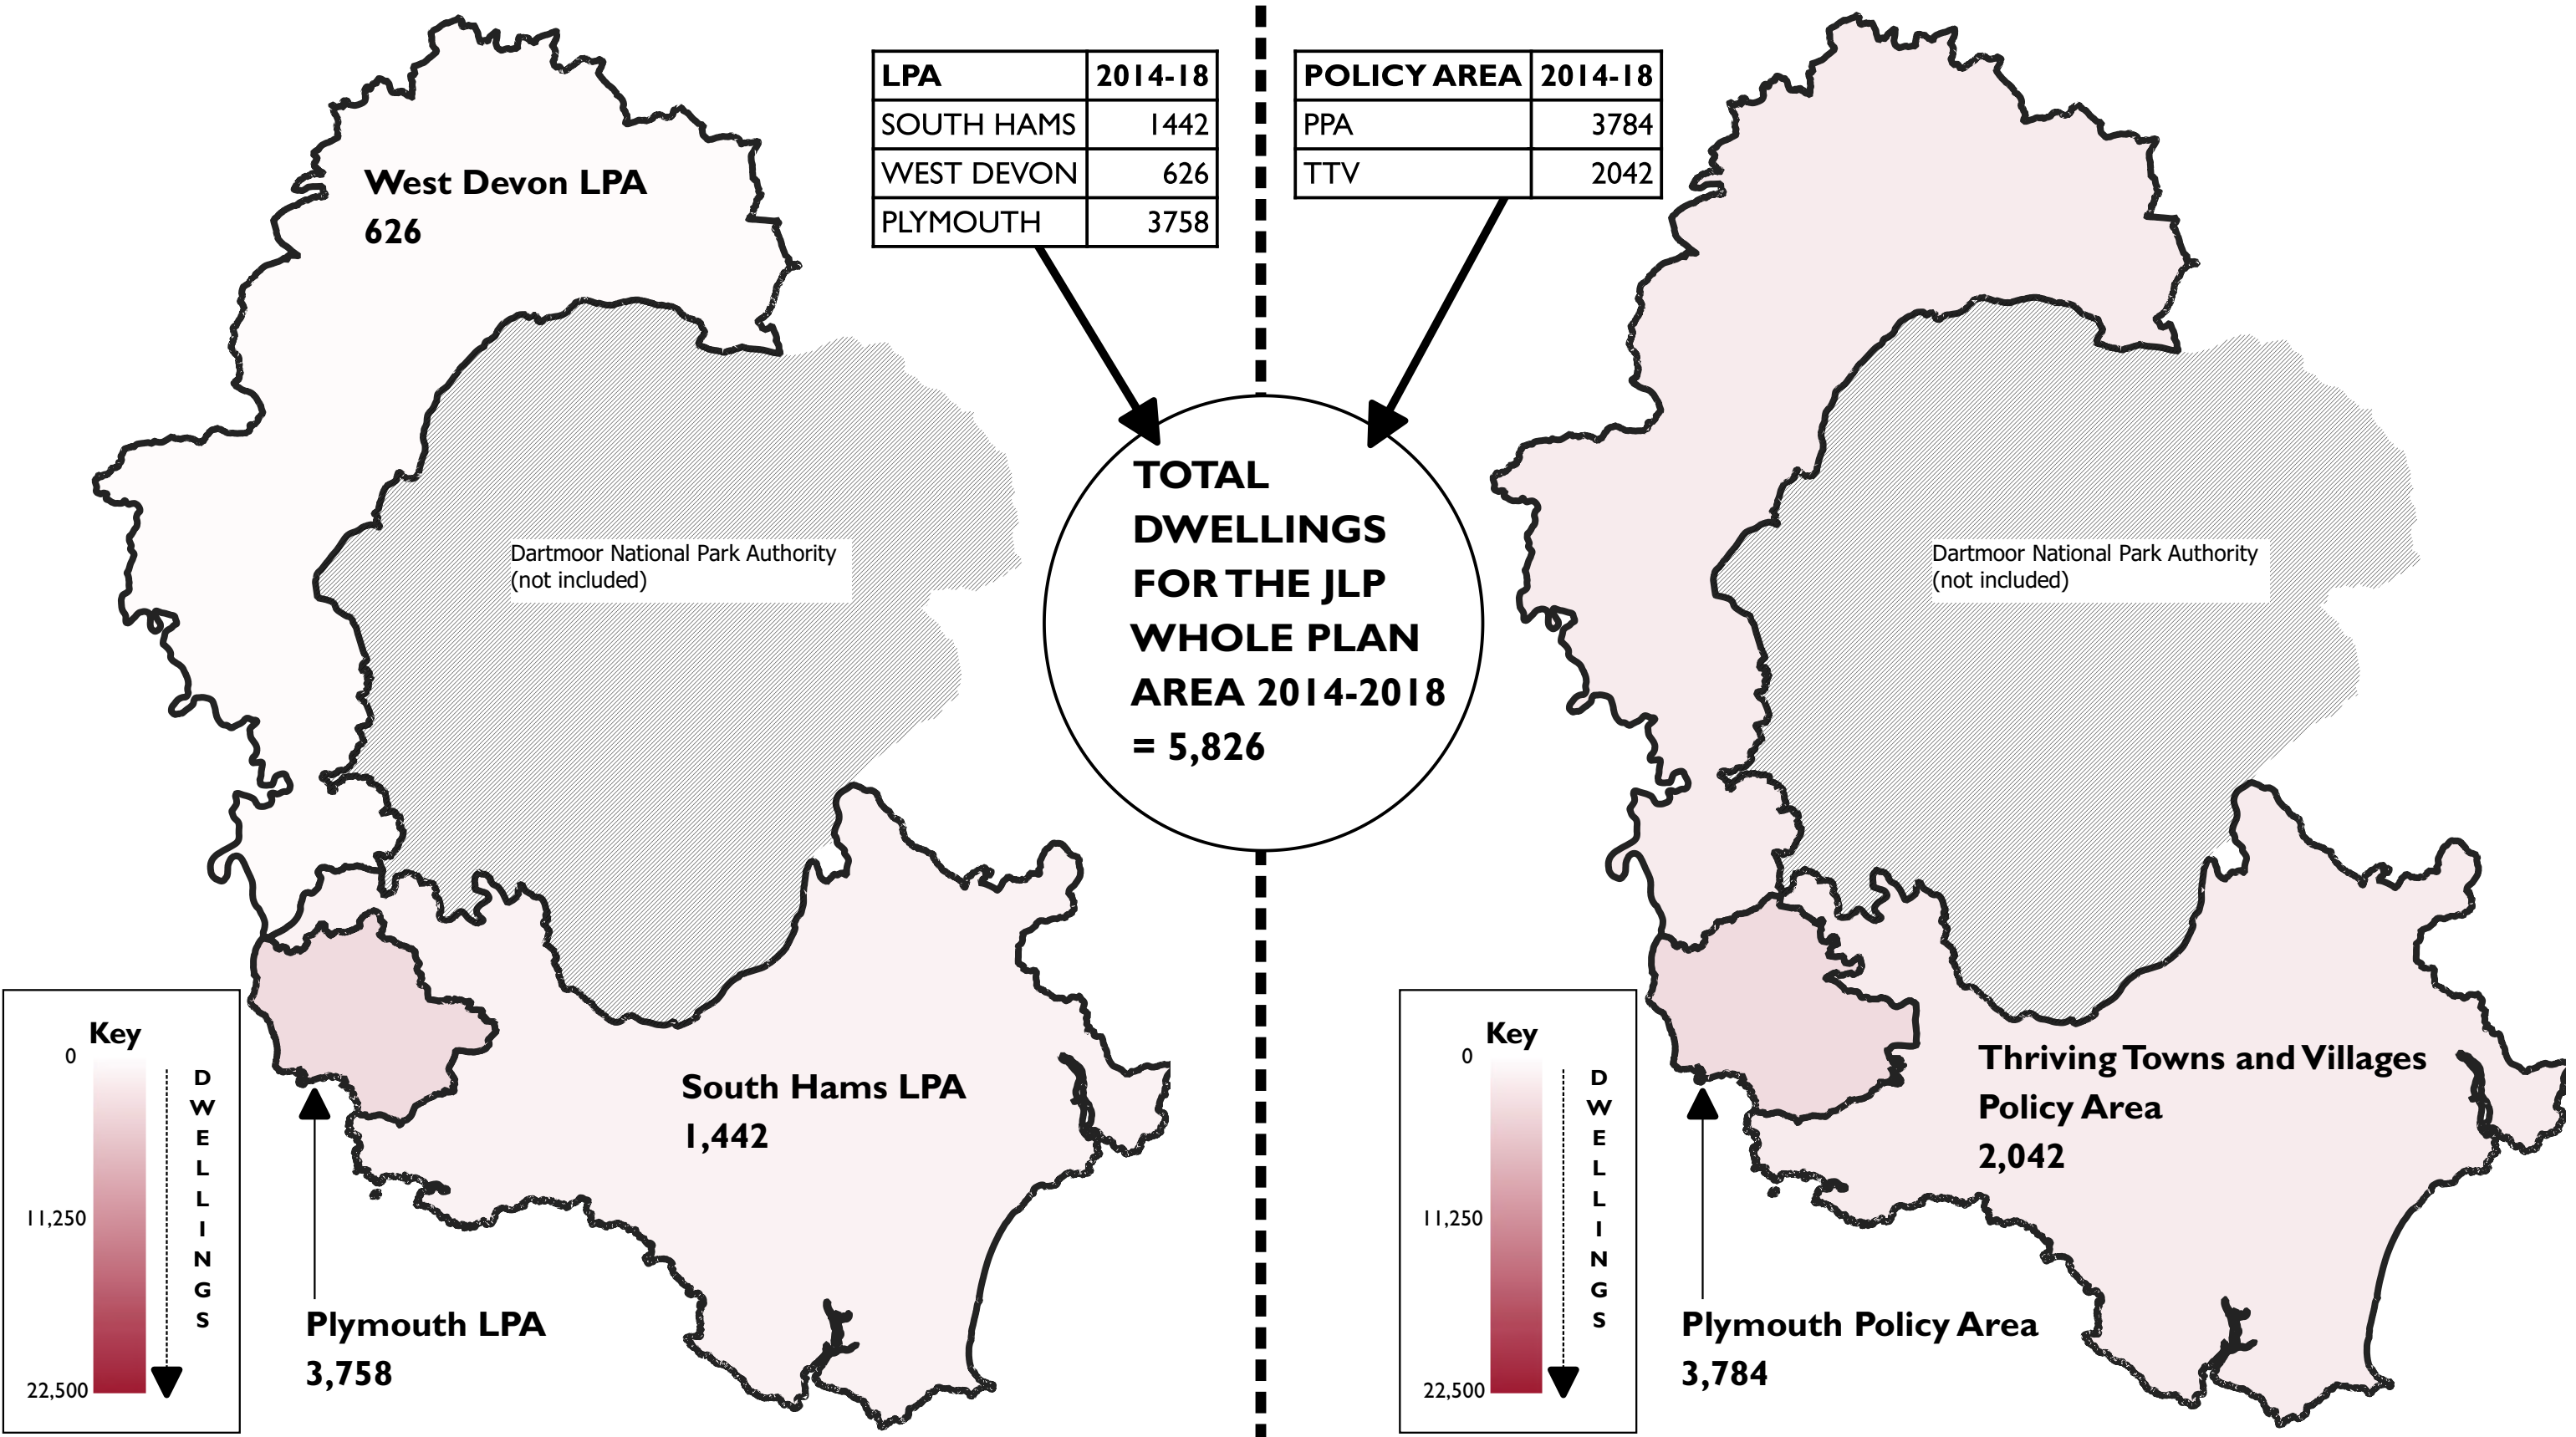 West Devon LPA
626
LPA 2014-18
SOUTH HAMS 1442
WEST DEVON 626
PLYMOUTH 3758
POLICY AREA 2014-18
PPA 3784
TTV 2042
TOTAL
DWELLINGS
FOR THE JLP
WHOLE PLAN
AREA 2014-2018
= 5,826
Dartmoor National Park Authority
(not included)
Dartmoor National Park Authority
(not included)
Key
0
11,250
22,500
DWELLINGS
South Hams LPA
1,442
Plymouth LPA
3,758
Key
0
11,250
22,500
DWELLINGS
Thriving Towns and Villages
Policy Area
2,042
Plymouth Policy Area
3,784